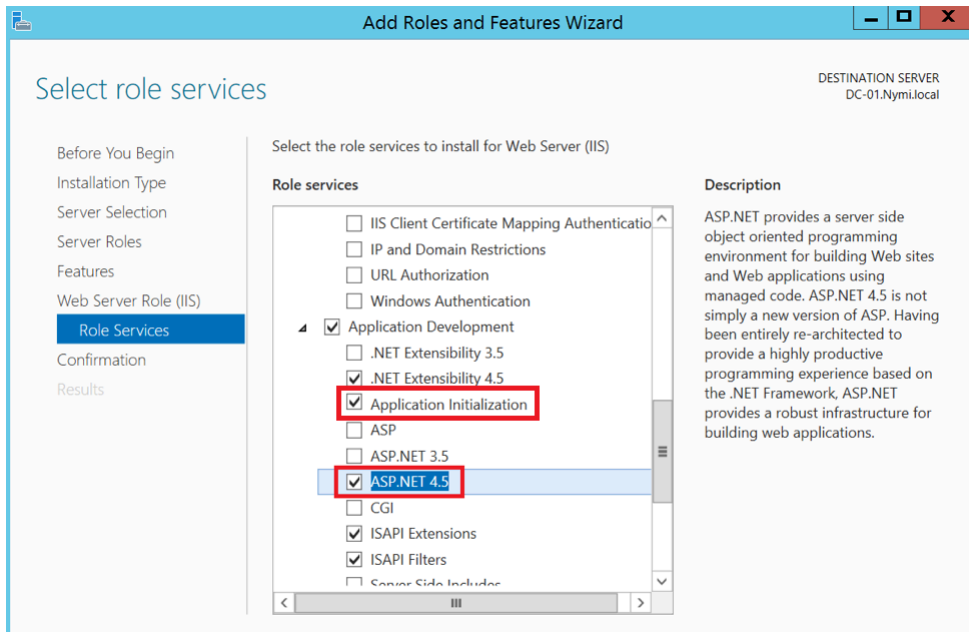 Add Roles and Features Wizard
Select role services
DESTINATION SERVER
DC-01.Nymi.local
Before You Begin
Installation Type
Server Selection
Server Roles
Features
Web Server Role (IIS)
Role Services
Confirmation
Results
Select the role services to install for Web Server (IIS)
Role services
IIS Client Certificate Mapping Authenticatio
IP and Domain Restrictions
URL Authorization
Windows Authentication
Application Development
.NET Extensibility 3.5
.NET Extensibility 4.5
Application Initialization
ASP
ASP.NET 3.5
ASP.NET 4.5
CGI
ISAPI Extensions
ISAPI Filters
Server Side Includes
Description
ASP.NET provides a server side
object oriented programming
environment for building Web sites
and Web applications using
managed code. ASP.NET 4.5 is not
simply a new version of ASP. Having
been entirely re-architected to
provide a highly productive
programming experience based on
the .NET Framework, ASP.NET
provides a robust infrastructure for
building web applications.